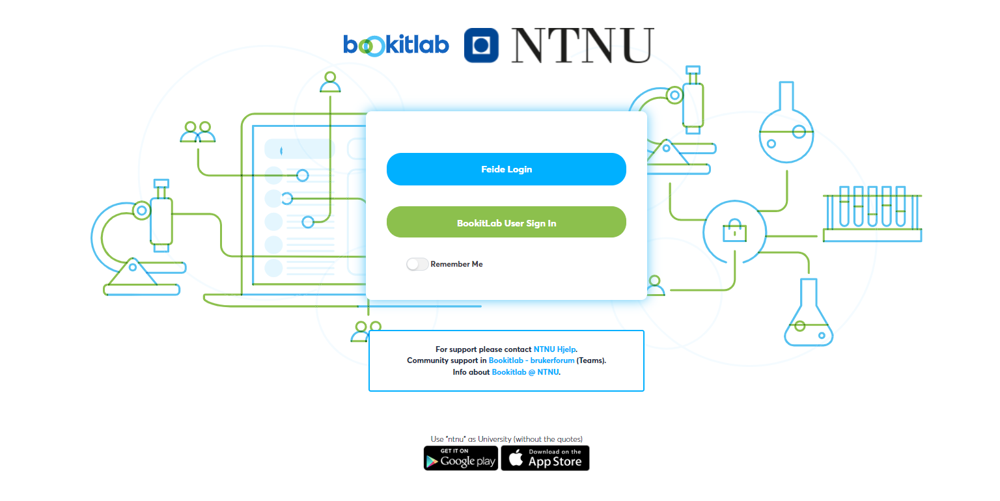 bookitlab NTNU
Feide Login
BookitLab User Sign In
Remember Me
For support please contact NTNU Hjelp.
Community support in Bookitlab - brukerforum (Teams).
Info about Bookitlab @ NTNU.
Use "ntnu" as University (without the quotes)
GET IT ON
Google play
Download on the
App Store